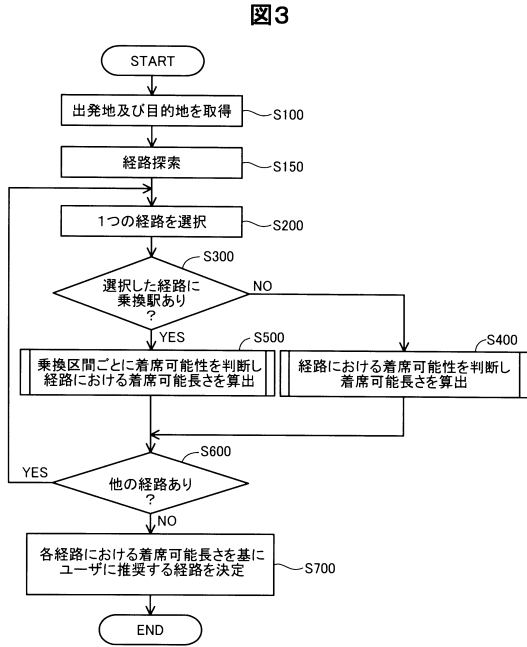 図3
START
出発地及び目的地を取得
S100
経路探索
S150
1つの経路を選択
S200
S300
選択した経路に
乗換駅あり
?
NO
YES
S500
乗換区間ごとに着席可能性を判断し
経路における着席可能長さを算出
S400
経路における着席可能性を判断し
着席可能長さを算出
S600
YES
他の経路あり
?
NO
各経路における着席可能長さを基に
ユーザに推奨する経路を決定
S700
END